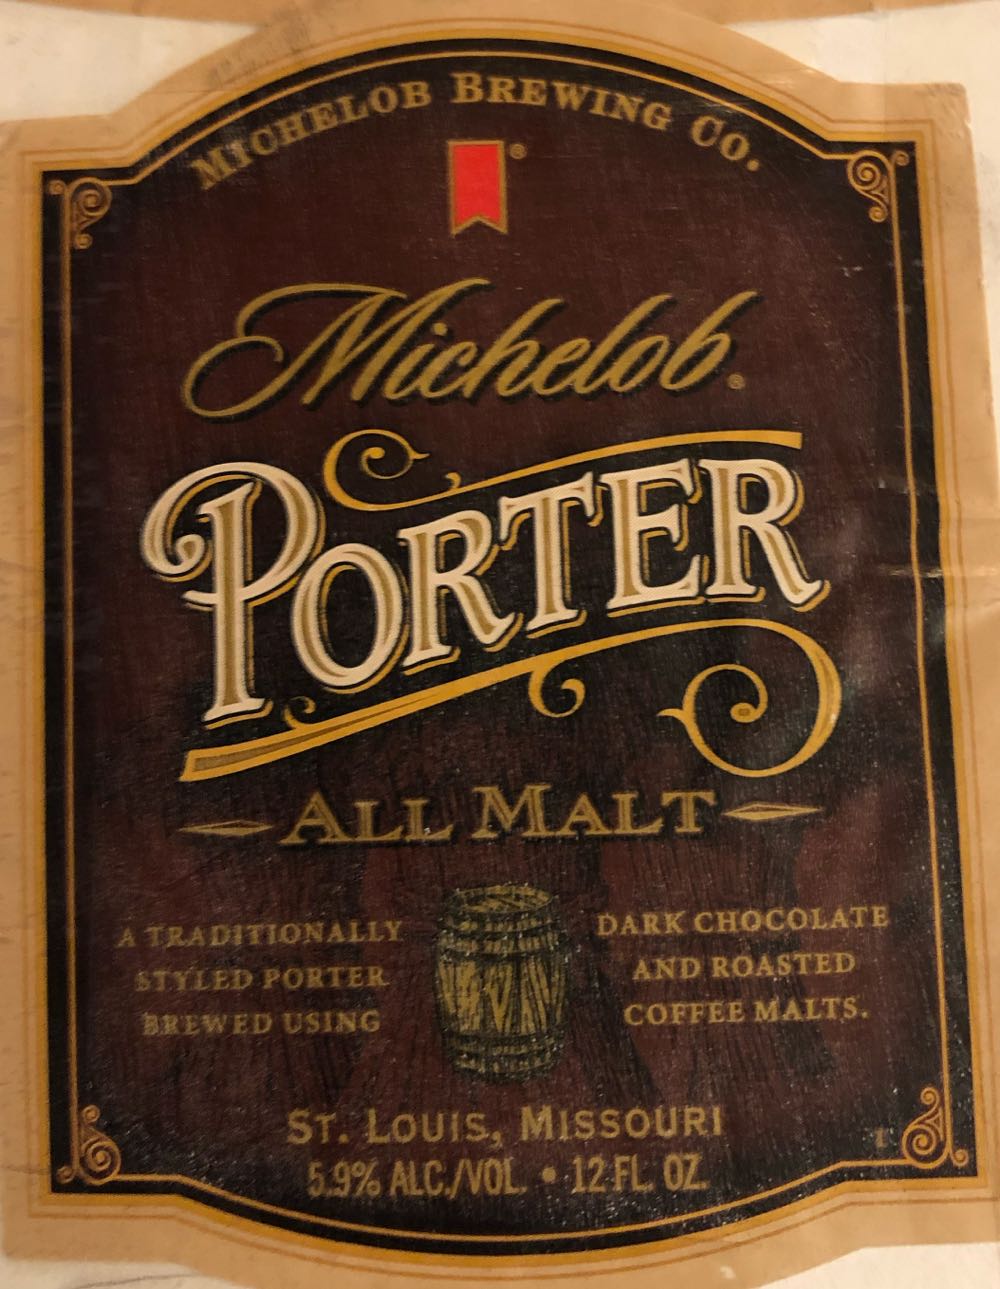 MICHELOB BREWING CO.
®
Michelob®
PORTER
ALL MALT
A TRADITIONALLY
STYLED PORTER
BREWED USING
DARK CHOCOLATE
AND ROASTED
COFFEE MALTS.
ST. LOUIS, MISSOURI
5.9% ALC./VOL. • 12 FL. OZ.